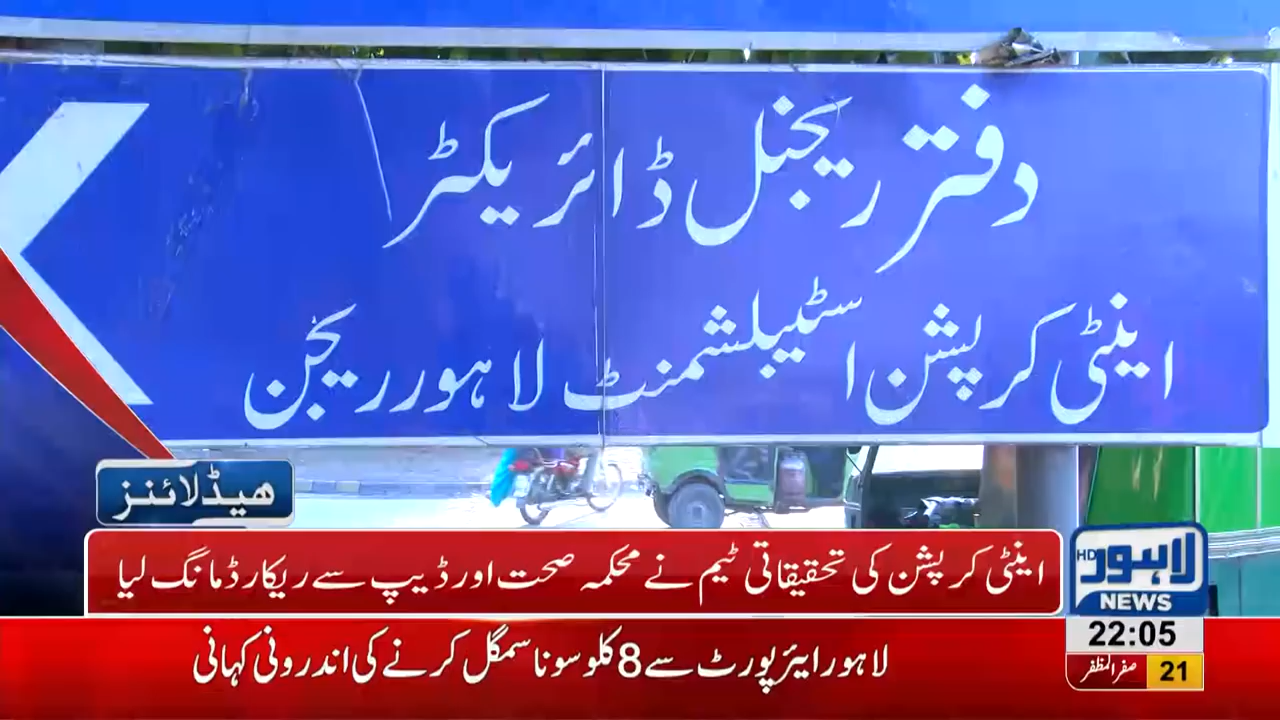 دفتر ریجنل ڈائریکٹر
اینٹی کرپشن اسٹیبلشمنٹ لاہور ریجن
ھیڈلائنز
اینٹی کرپشن کی تحقیقاتی ٹیم نے محکمہ صحت اور ڈیپ سے ریکارڈ مانگ لیا
لاہور HD
NEWS
22:05
لاہور ایئرپورٹ سے 8 کلو سونا سمگل کرنے کی اندرونی کہانی
21 صفر المظفر